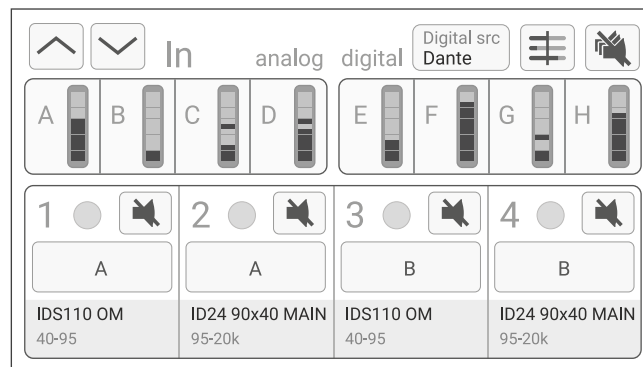 In analog digital Digital src
Dante
A B C D E F G H
1 2 3 4
A A B B
IDS110 OM ID24 90x40 MAIN IDS110 OM ID24 90x40 MAIN
40-95 95-20k 40-95 95-20k